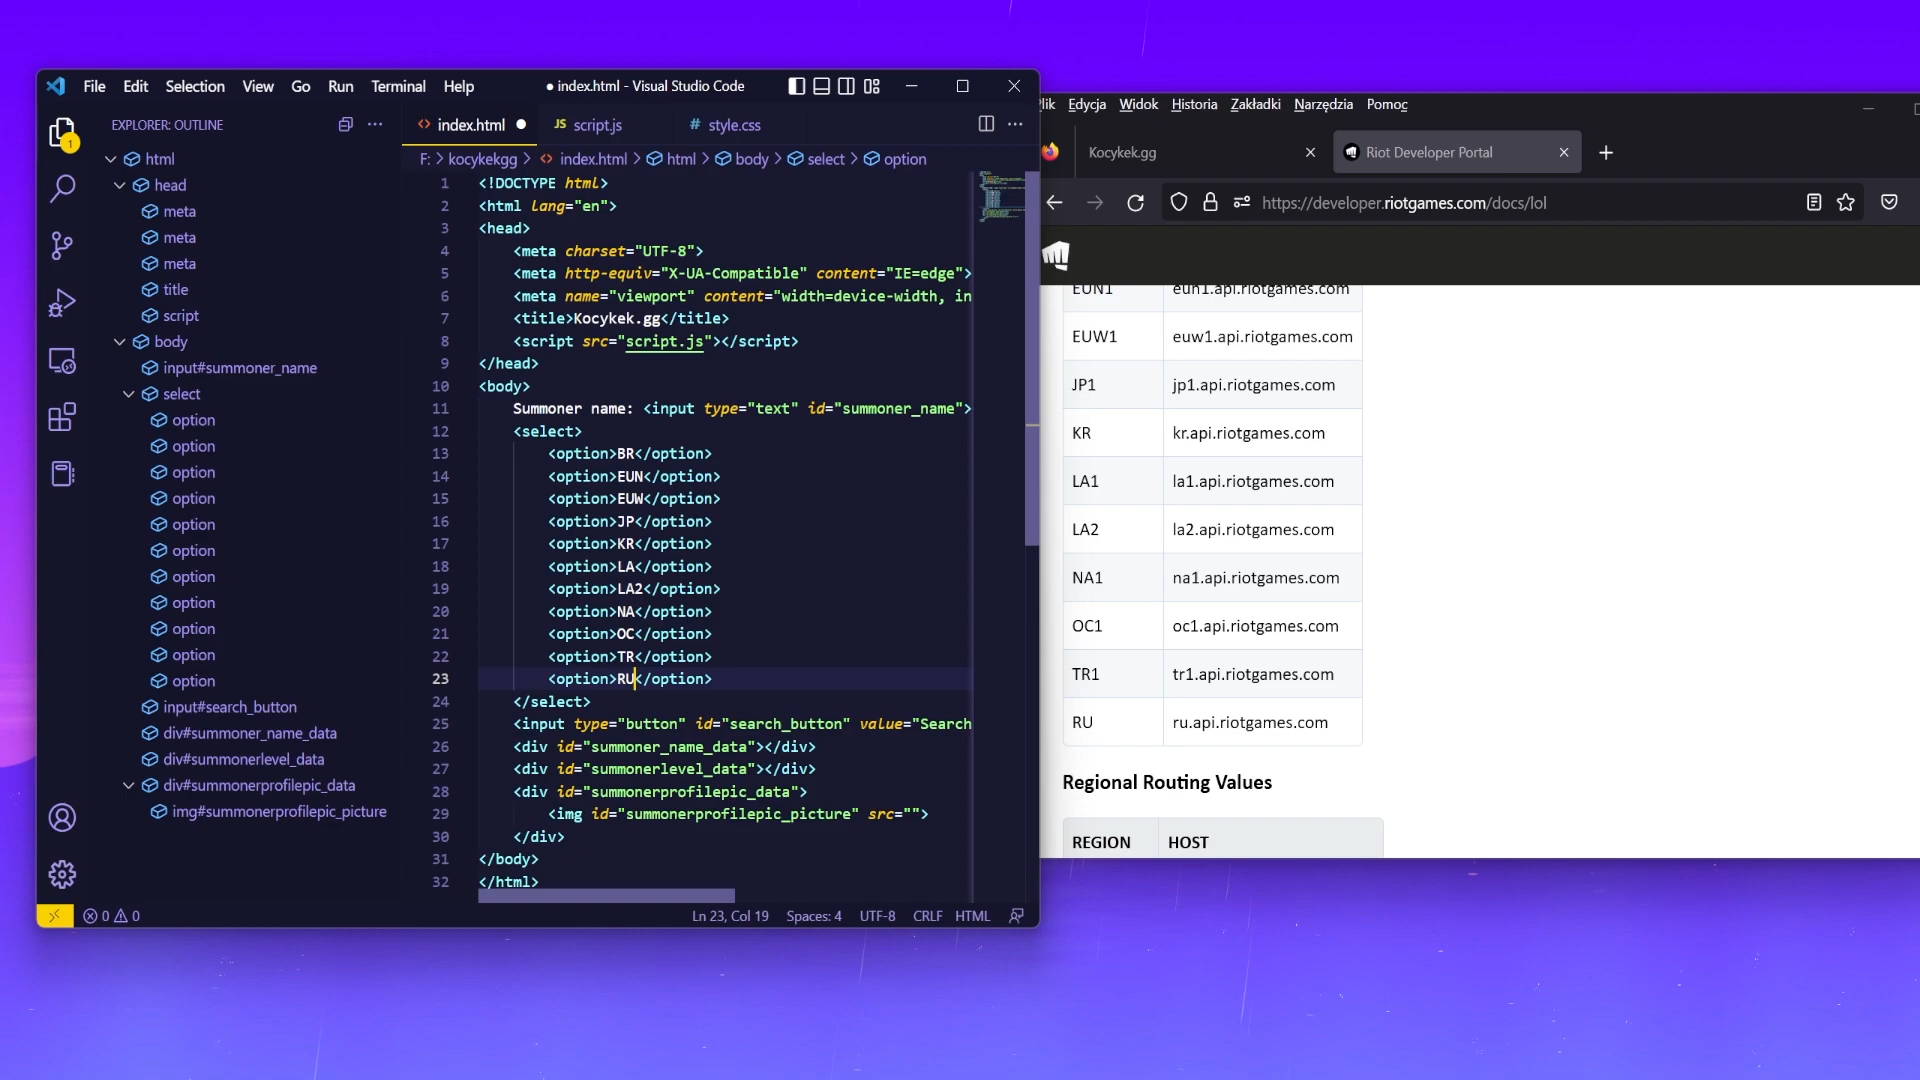 File Edit Selection View Go Run Terminal Help
● index.html - Visual Studio Code
EXPLORER: OUTLINE
1
html
head
meta
meta
meta
title
script
body
input#summoner_name
select
option
option
option
option
option
option
option
option
option
option
option
input#search_button
div#summoner_name_data
div#summonerlevel_data
div#summonerprofilepic_data
img#summonerprofilepic_picture
<> index.html ●
JS script.js
# style.css
F: > kocykekgg > <> index.html > html > body > select > option
1 <!DOCTYPE html>
2 <html lang="en">
3 <head>
4 <meta charset="UTF-8">
5 <meta http-equiv="X-UA-Compatible" content="IE=edge">
6 <meta name="viewport" content="width=device-width, in
7 <title>Kocykek.gg</title>
8 <script src="script.js"></script>
9 </head>
10 <body>
11 Summoner name: <input type="text" id="summoner_name">
12 <select>
13 <option>BR</option>
14 <option>EUN</option>
15 <option>EUW</option>
16 <option>JP</option>
17 <option>KR</option>
18 <option>LA</option>
19 <option>LA2</option>
20 <option>NA</option>
21 <option>OC</option>
22 <option>TR</option>
23 <option>RU</option>
24 </select>
25 <input type="button" id="search_button" value="Search
26 <div id="summoner_name_data"></div>
27 <div id="summonerlevel_data"></div>
28 <div id="summonerprofilepic_data">
29 <img id="summonerprofilepic_picture" src="">
30 </div>
31 </body>
32 </html>
0 0
Ln 23, Col 19 Spaces: 4 UTF-8 CRLF HTML
lik Edycja Widok Historia Zakładki Narzędzia Pomoc
Kocykek.gg
Riot Developer Portal
https://developer.riotgames.com/docs/lol
EUN1 eun1.api.riotgames.com
EUW1 euw1.api.riotgames.com
JP1 jp1.api.riotgames.com
KR kr.api.riotgames.com
LA1 la1.api.riotgames.com
LA2 la2.api.riotgames.com
NA1 na1.api.riotgames.com
OC1 oc1.api.riotgames.com
TR1 tr1.api.riotgames.com
RU ru.api.riotgames.com
Regional Routing Values
REGION HOST